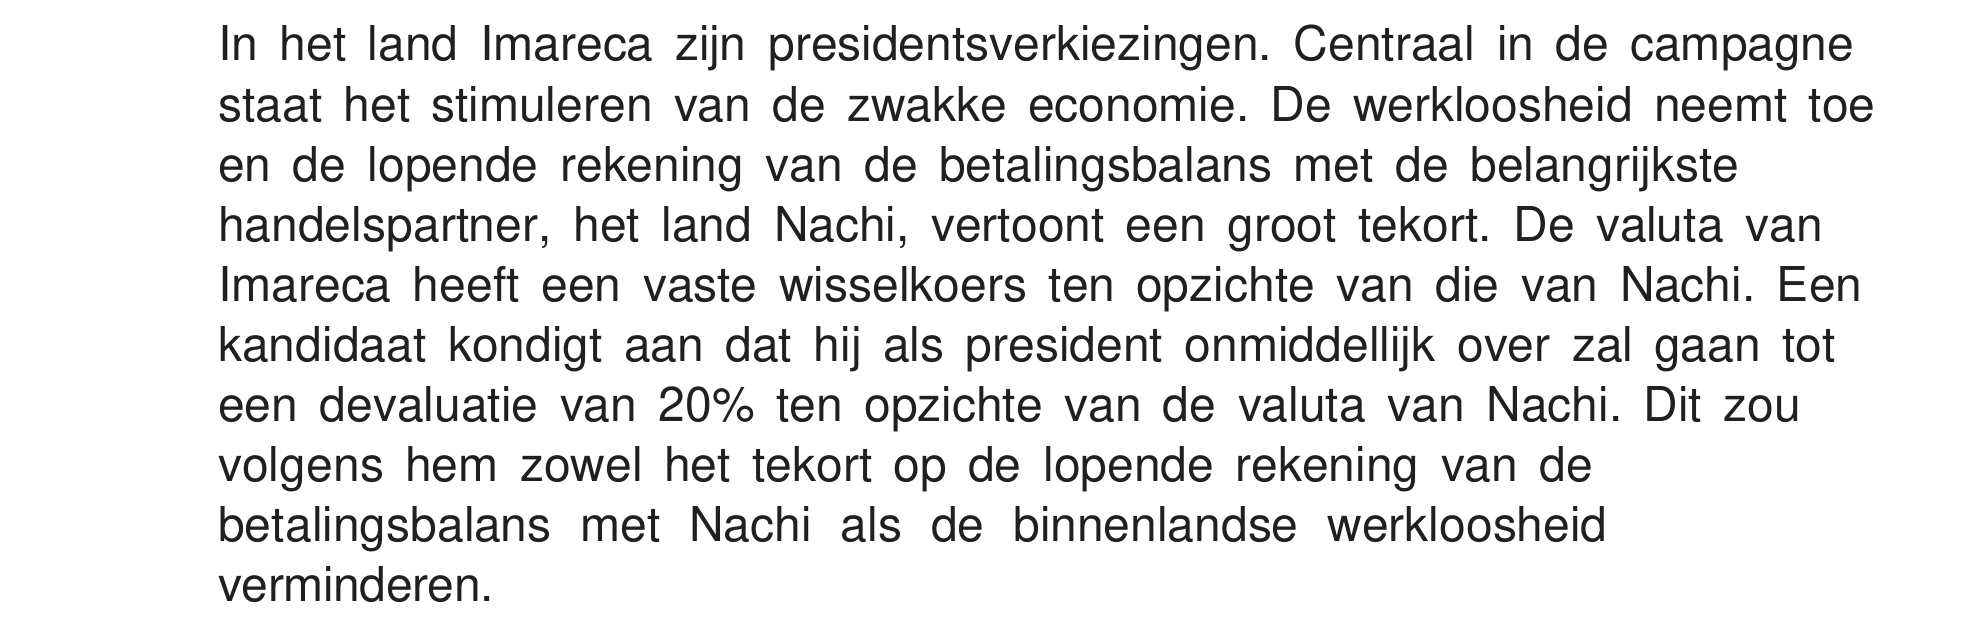 In het land Imareca zijn presidentsverkiezingen. Centraal in de campagne
staat het stimuleren van de zwakke economie. De werkloosheid neemt toe
en de lopende rekening van de betalingsbalans met de belangrijkste
handelspartner, het land Nachi, vertoont een groot tekort. De valuta van
Imareca heeft een vaste wisselkoers ten opzichte van die van Nachi. Een
kandidaat kondigt aan dat hij als president onmiddellijk over zal gaan tot
een devaluatie van 20% ten opzichte van de valuta van Nachi. Dit zou
volgens hem zowel het tekort op de lopende rekening van de
betalingsbalans met Nachi als de binnenlandse werkloosheid
verminderen.